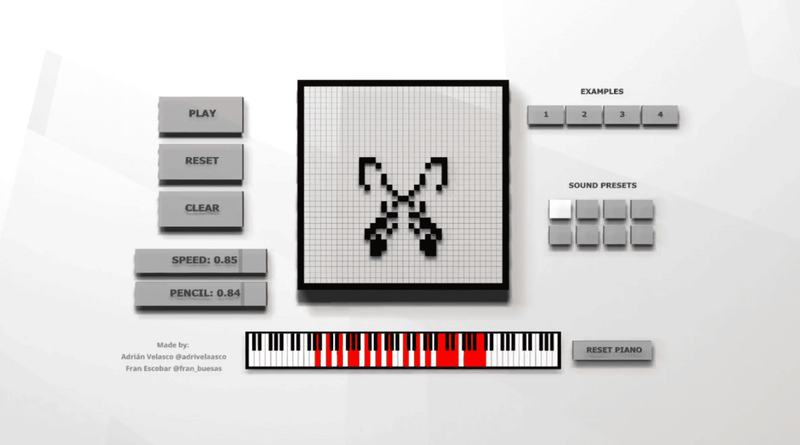 PLAY
RESET
CLEAR
SPEED: 0.85
PENCIL: 0.84
Made by:
Adrián Velasco @adrivelaasco
Fran Escobar @fran_buesas
EXAMPLES
1 2 3 4
SOUND PRESETS
RESET PIANO